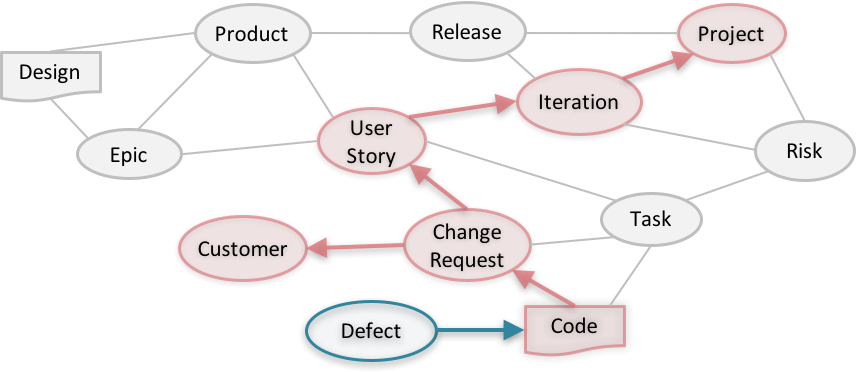 Product
Release
Project
Design
Iteration
User
Story
Epic
Risk
Task
Customer
Change
Request
Defect
Code